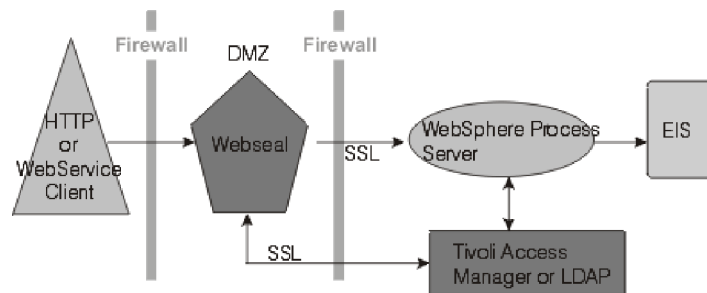 Firewall
DMZ
Firewall
HTTP
or
WebService
Client
Webseal
SSL
WebSphere Process
Server
EIS
SSL
Tivoli Access
Manager or LDAP